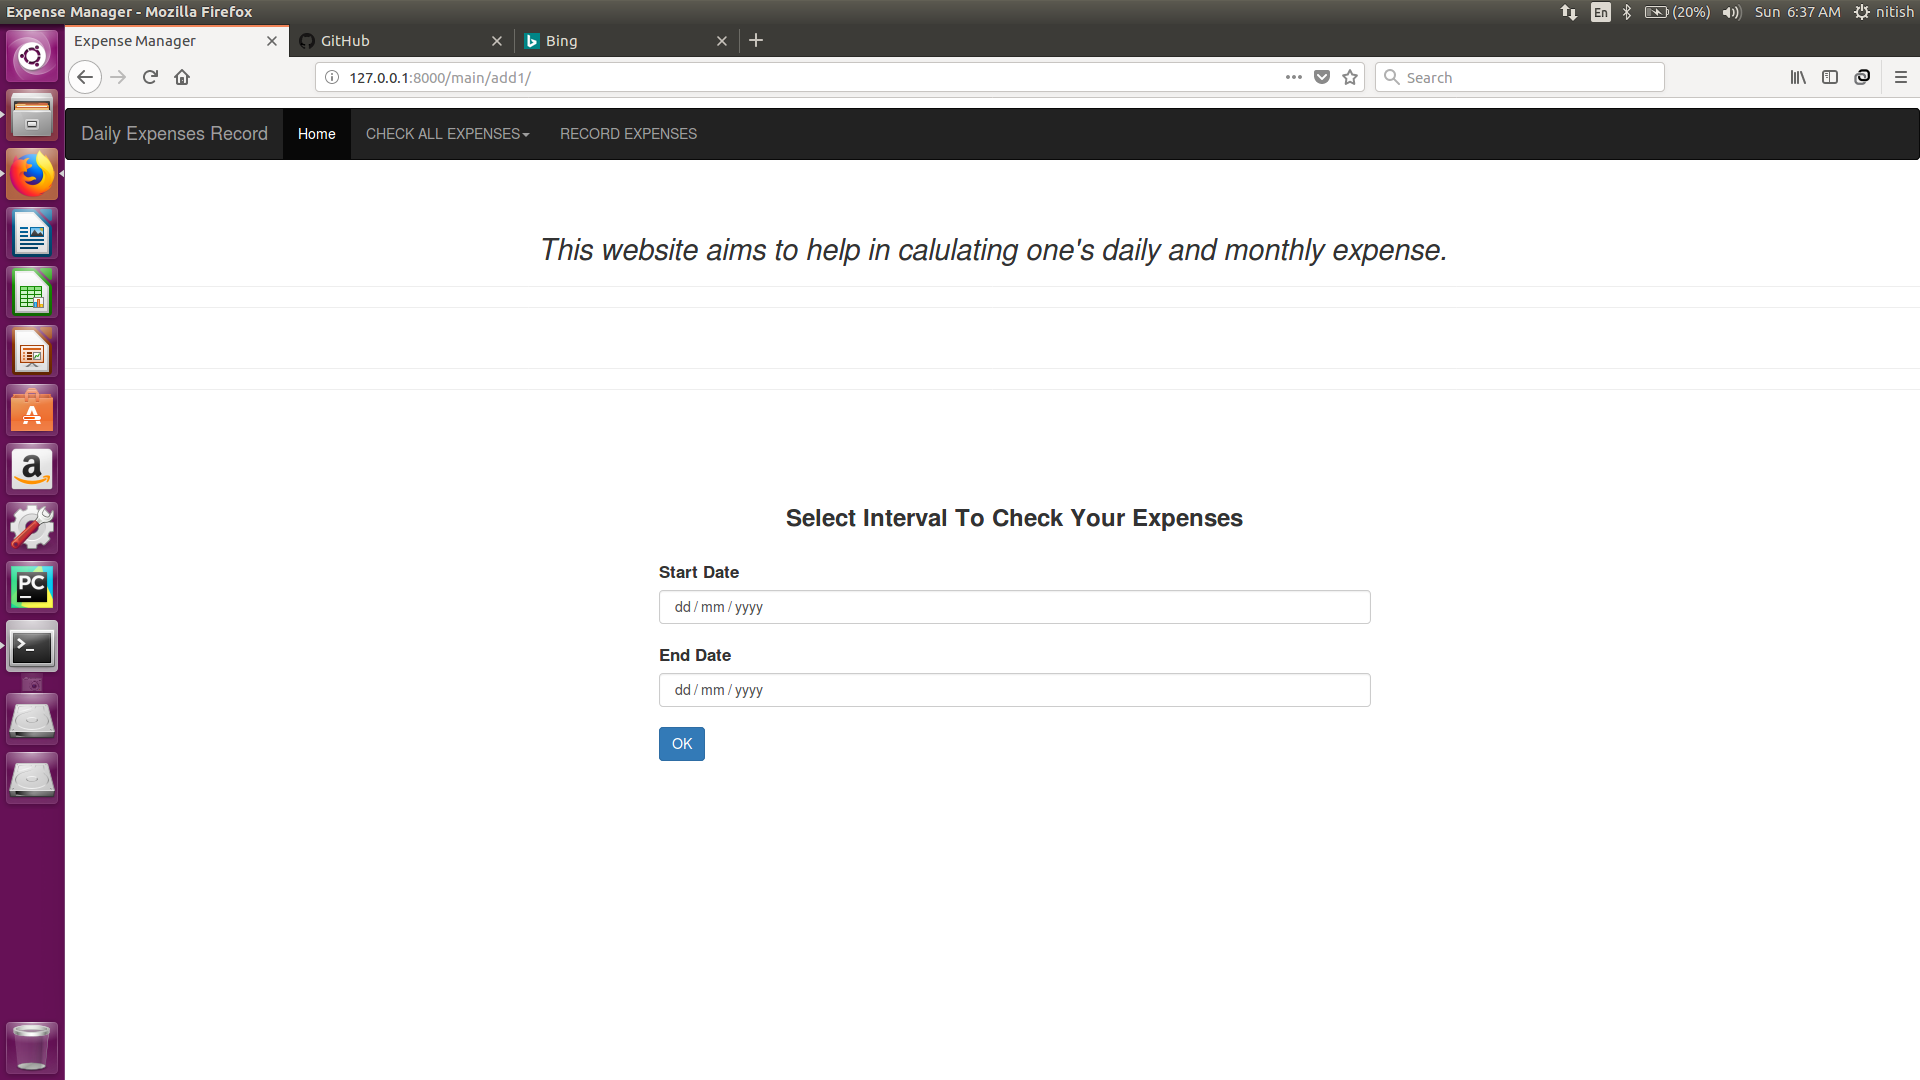 Expense Manager - Mozilla Firefox
En
(20%)
Sun 6:37 AM
nitish
Expense Manager
GitHub
Bing
127.0.0.1:8000/main/add1/
Search
Daily Expenses Record
Home
CHECK ALL EXPENSES
RECORD EXPENSES
This website aims to help in calulating one's daily and monthly expense.
Select Interval To Check Your Expenses
Start Date
dd / mm / yyyy
End Date
dd / mm / yyyy
OK
A
a
PC
>_